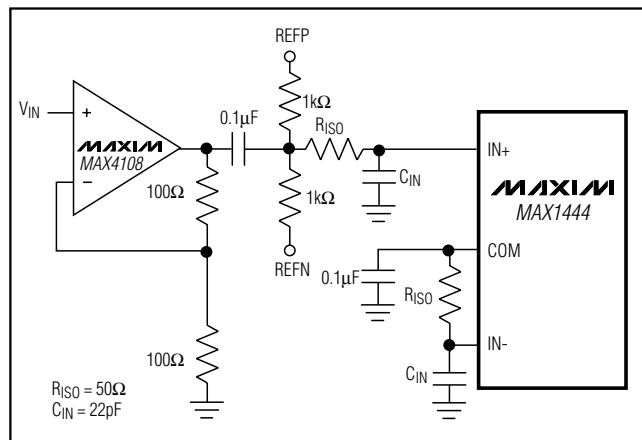 REFP
V_IN
+
MAXIM
MAX4108
−
0.1µF
1kΩ
R_ISO
C_IN
IN+
MAXIM
MAX1444
100Ω
1kΩ
REFN
COM
0.1µF
R_ISO
IN-
C_IN
100Ω
R_ISO = 50Ω
C_IN = 22pF